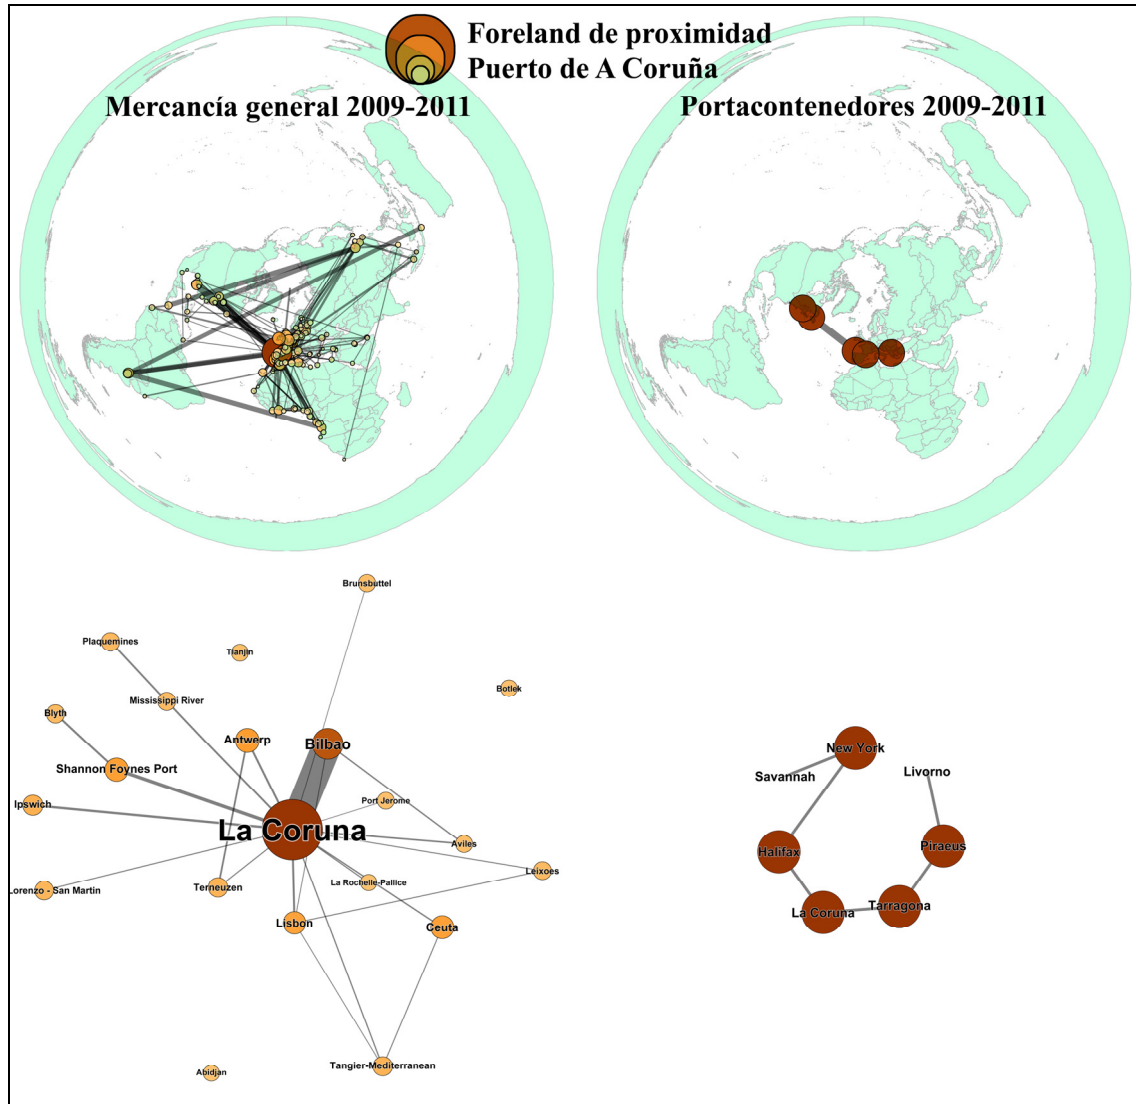 Foreland de proximidad
Puerto de A Coruña
Mercancía general 2009-2011
Portacontenedores 2009-2011
Brunsbuttel
Plaquemines
Tianjin
Botlek
Mississippi River
Blyth
Antwerp
Bilbao
New York
Shannon Foynes Port
Savannah
Livorno
Ipswich
Port Jerome
La Coruna
Aviles
Halifax
Piraeus
Leixoes
La Rochelle-Pallice
Terneuzen
Lorenzo - San Martin
Tarragona
La Coruna
Lisbon
Ceuta
Tangier-Mediterranean
Abidjan